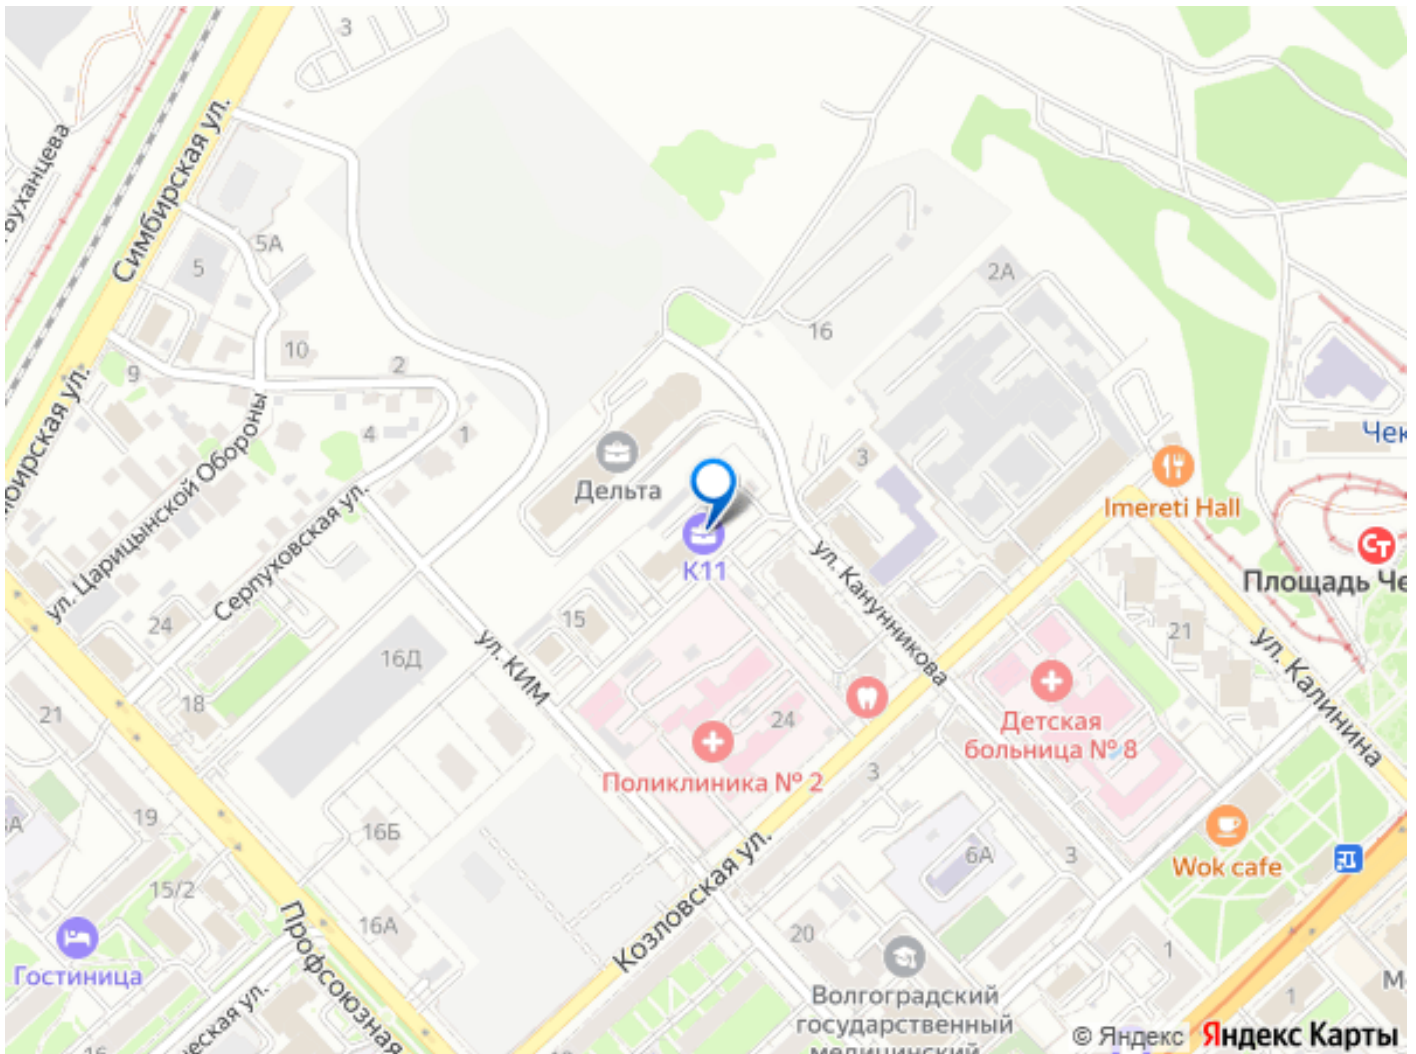 3
Симбирская ул.
5А
5
2А
16
10
2
9
4
1
3
Чек
Дельта
Imereti Hall
ул. Царицынской Обороны
Серпуховская ул.
К11
ул. Канунникова
Площадь Че
24
15
21
16Д
ул. КИМ
ул. Калинина
18
21
24
Детская
больница № 8
Поликлиника № 2
3
19
16Б
6А
3
Wok cafe
15/2
Козловская ул.
16А
20
1
Гостиница
Профсоюзная
Волгоградский
государственный
медицинский
1
© Яндекс Яндекс Карты